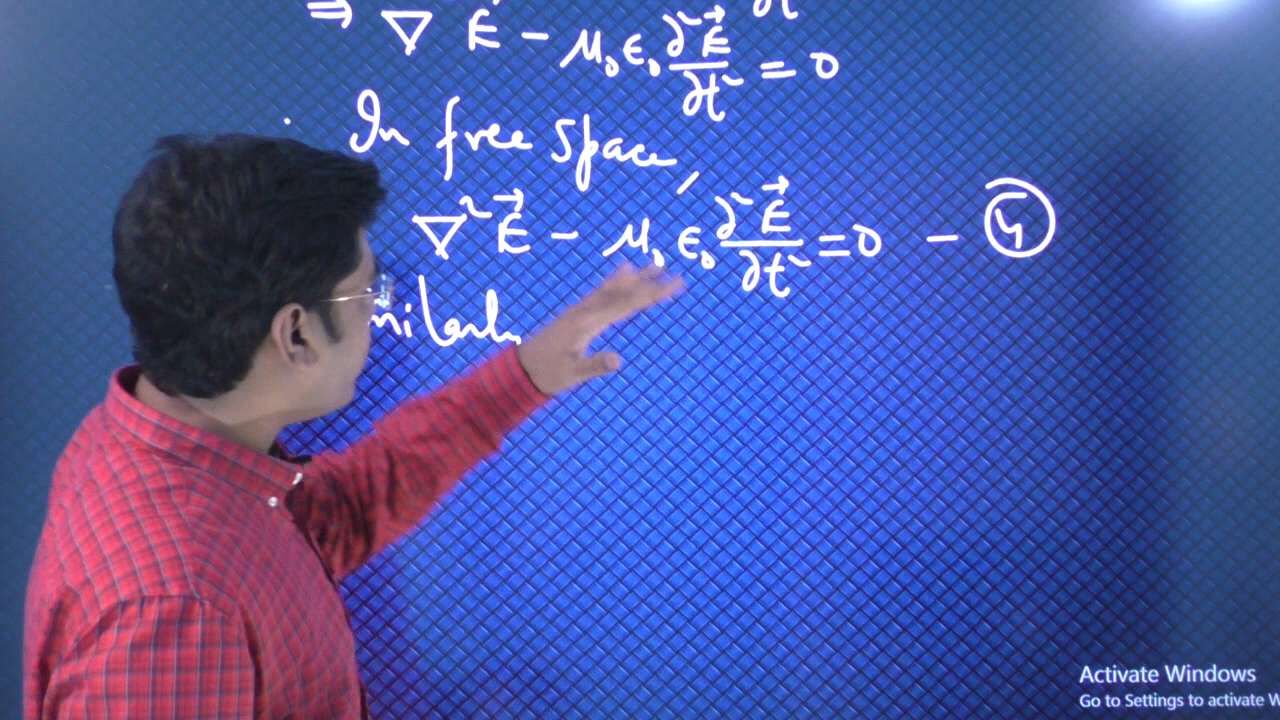 ⇒ ∇ E⃗ − μ₀ε₀ ∂²E⃗/∂t² = 0
In free space,
∇²E⃗ − μ₀ε₀ ∂²E⃗/∂t² = 0 — (4)
milarly
Activate Windows
Go to Settings to activate W